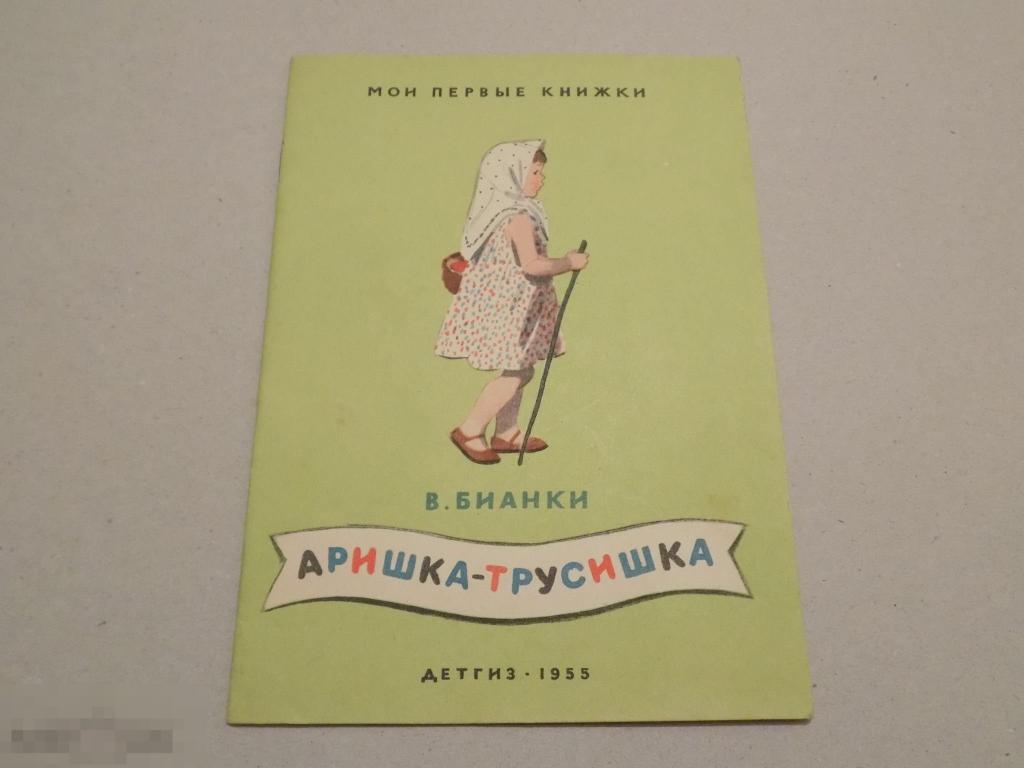 МОИ ПЕРВЫЕ КНИЖКИ
В. БИАНКИ
АРИШКА-ТРУСИШКА
ДЕТГИЗ · 1955